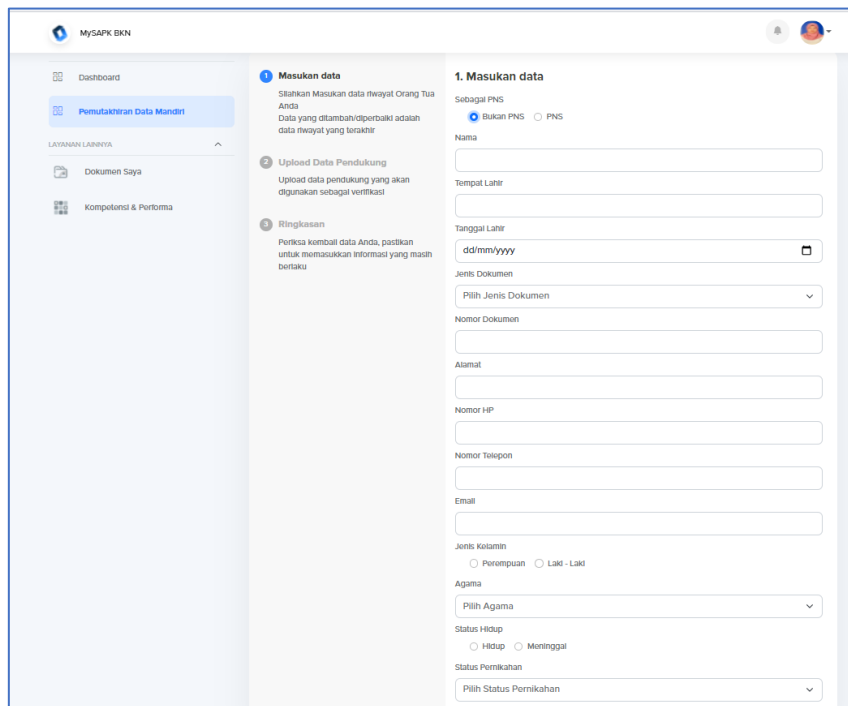 MySAPK BKN
Dashboard
Pemutakhiran Data Mandiri
LAYANAN LAINNYA
Dokumen Saya
Kompetensi & Performa
1 Masukan data
Silahkan Masukan data riwayat Orang Tua
Anda
Data yang ditambah/diperbaiki adalah
data riwayat yang terakhir
2 Upload Data Pendukung
Upload data pendukung yang akan
digunakan sebagai verifikasi
3 Ringkasan
Periksa kembali data Anda, pastikan
untuk memasukkan informasi yang masih
berlaku
1. Masukan data
Sebagai PNS
Bukan PNS PNS
Nama
Tempat Lahir
Tanggal Lahir
dd/mm/yyyy
Jenis Dokumen
Pilih Jenis Dokumen
Nomor Dokumen
Alamat
Nomor HP
Nomor Telepon
Email
Jenis Kelamin
Perempuan Laki - Laki
Agama
Pilih Agama
Status Hidup
Hidup Meninggal
Status Pernikahan
Pilih Status Pernikahan